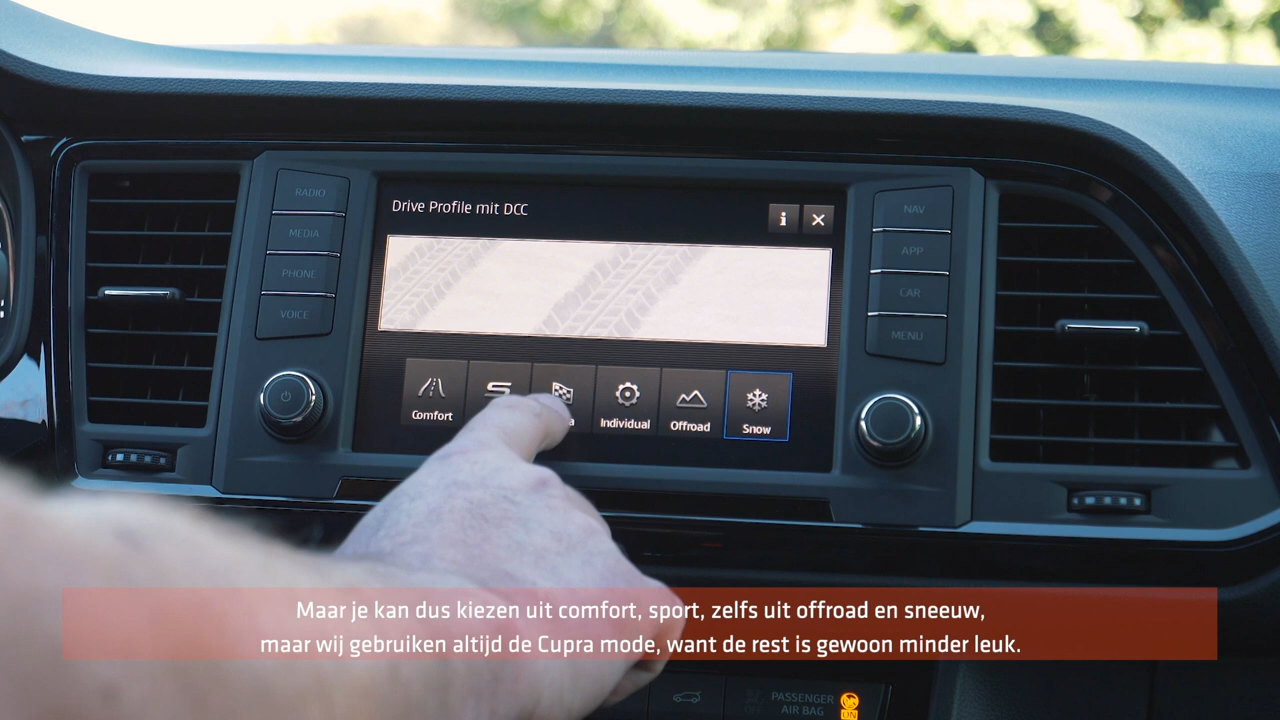 RADIO
MEDIA
PHONE
VOICE
Drive Profile mit DCC
i
Comfort
Individual
Offroad
Snow
NAV
APP
CAR
MENU
Maar je kan dus kiezen uit comfort, sport, zelfs uit offroad en sneeuw,
maar wij gebruiken altijd de Cupra mode, want de rest is gewoon minder leuk.
OFF
PASSENGER
AIR BAG
ON